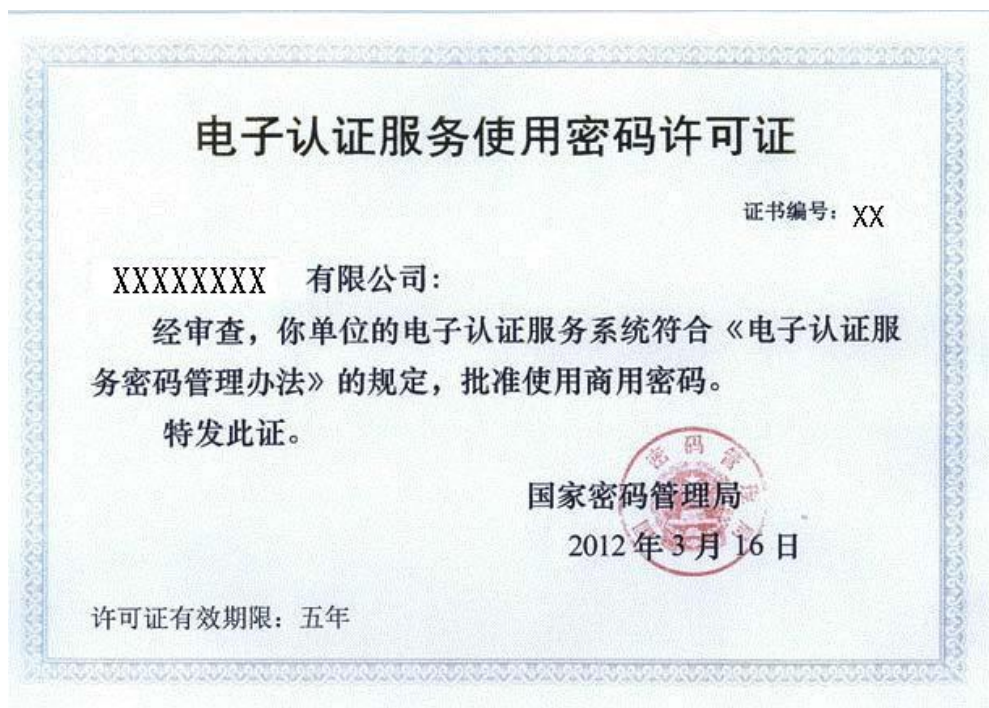 电子认证服务使用密码许可证
证书编号：XX
XXXXXXXX 有限公司：
经审查，你单位的电子认证服务系统符合《电子认证服
务密码管理办法》的规定，批准使用商用密码。
特发此证。
国家密码管理局
2012年3月16日
许可证有效期限：五年